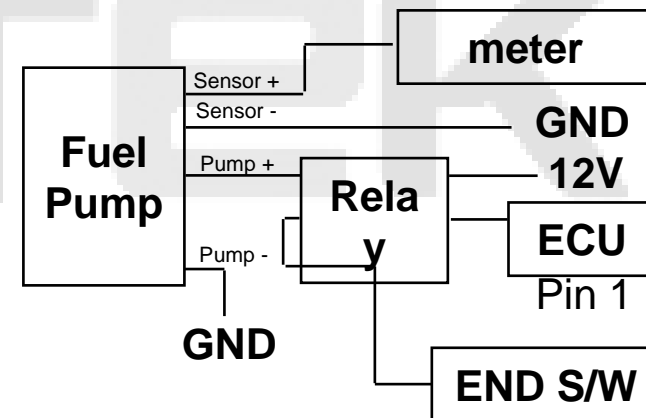 meter
Sensor +
Sensor -
GND
Fuel
Pump
Pump +
12V
Rela
y
ECU
Pin 1
Pump -
GND
END S/W